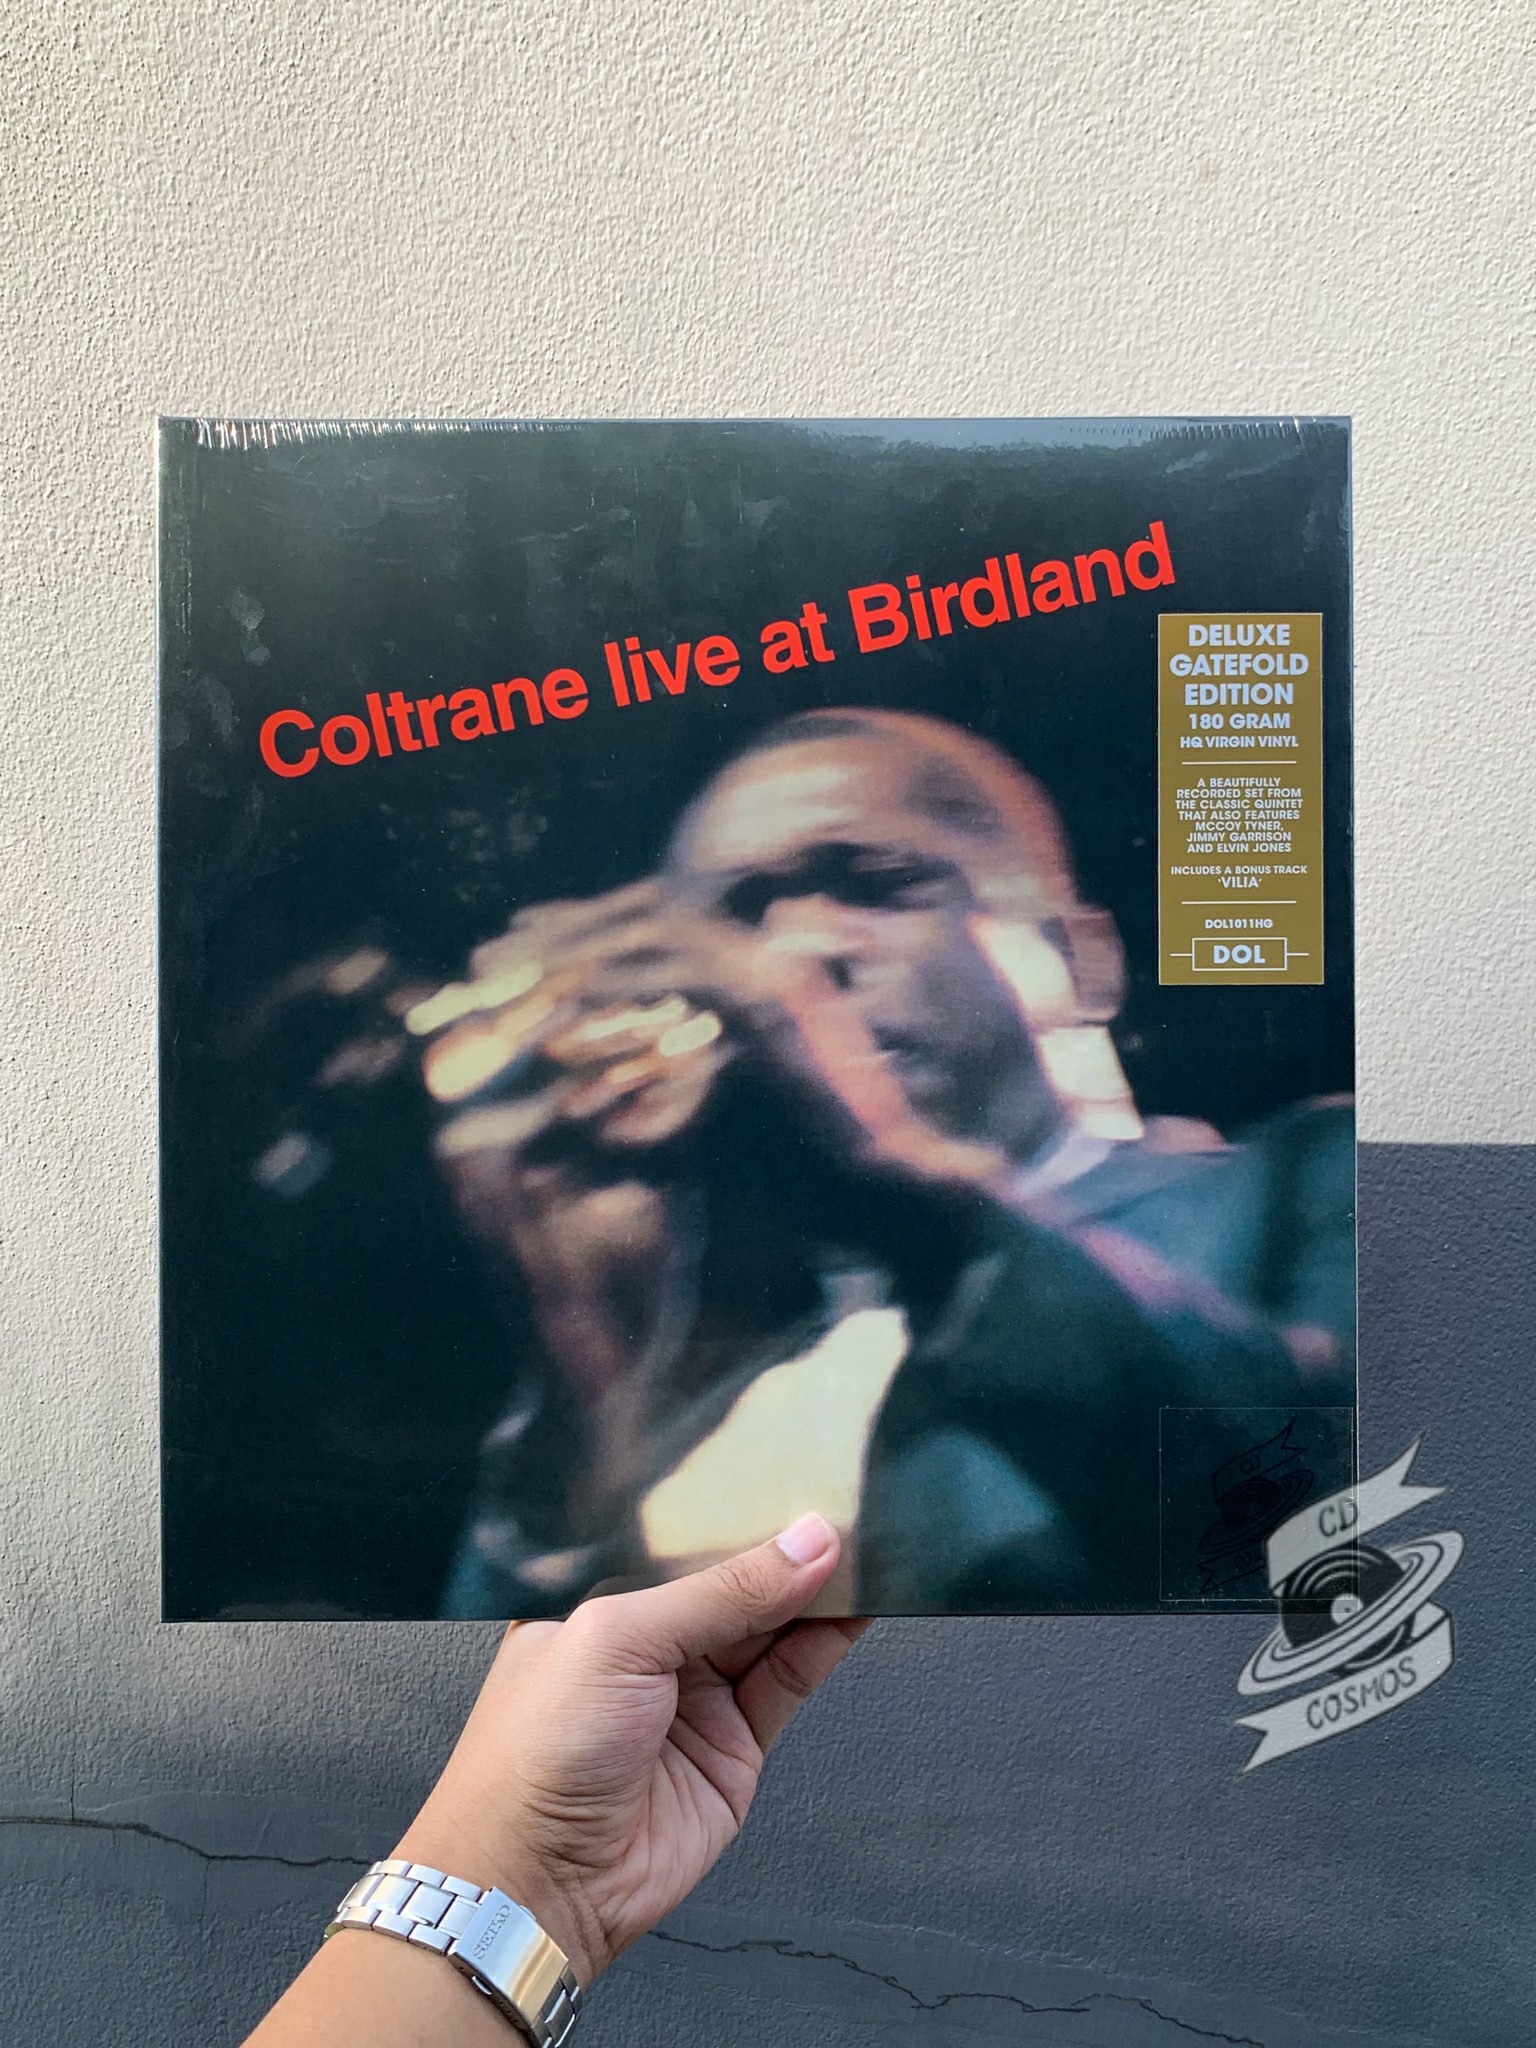 Coltrane live at Birdland
DELUXE
GATEFOLD
EDITION
180 GRAM
HQ VIRGIN VINYL
A BEAUTIFULLY
RECORDED SET FROM
THE CLASSIC QUINTET
THAT ALSO FEATURES
MCCOY TYNER,
JIMMY GARRISON
AND ELVIN JONES
INCLUDES A BONUS TRACK
'VILIA'
DOL1011HG
DOL
CD
COSMOS
CD
SEIKO